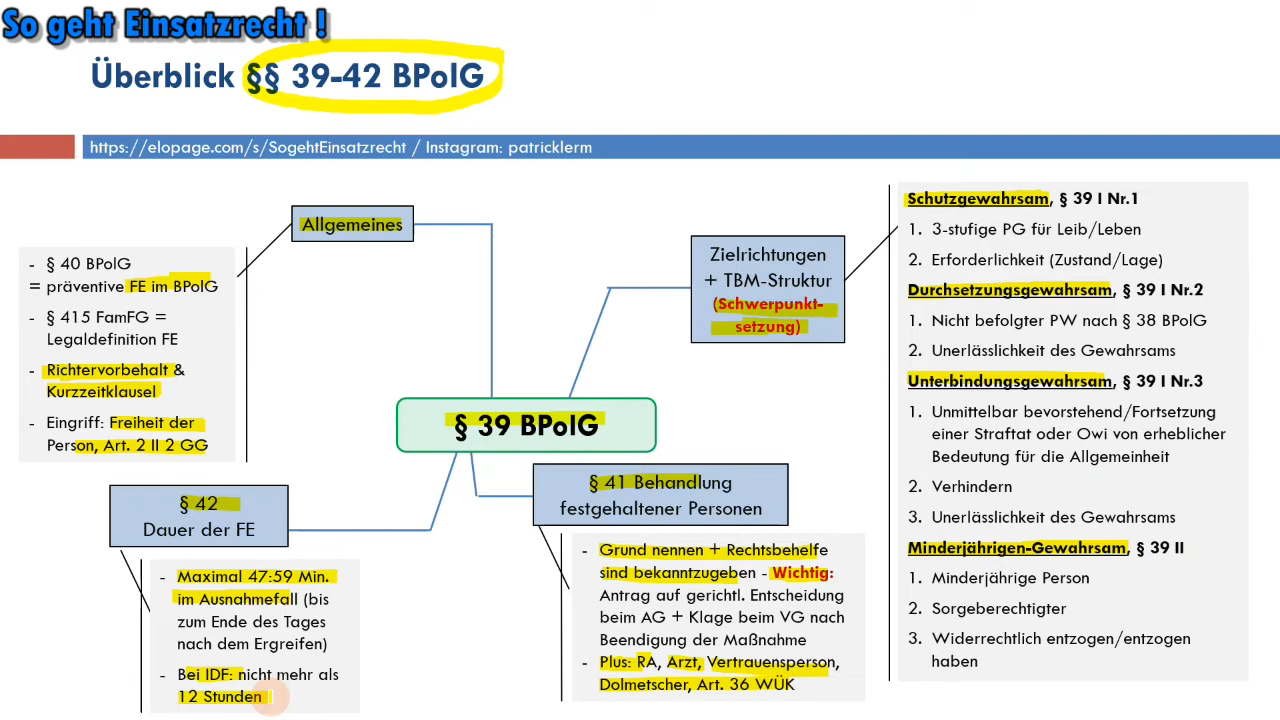 So geht Einsatzrecht !
Überblick §§ 39-42 BPolG
https://elopage.com/s/SogehtEinsatzrecht / Instagram: patricklerm
Allgemeines
- § 40 BPolG
= präventive FE im BPolG
- § 415 FamFG =
Legaldefinition FE
- Richtervorbehalt &
Kurzzeitklausel
- Eingriff: Freiheit der
Person, Art. 2 II 2 GG
Zielrichtungen
+ TBM-Struktur
(Schwerpunkt-
setzung)
Schutzgewahrsam, § 39 I Nr.1
1. 3-stufige PG für Leib/Leben
2. Erforderlichkeit (Zustand/Lage)
Durchsetzungsgewahrsam, § 39 I Nr.2
1. Nicht befolgter PW nach § 38 BPolG
2. Unerlässlichkeit des Gewahrsams
Unterbindungsgewahrsam, § 39 I Nr.3
1. Unmittelbar bevorstehend/Fortsetzung
einer Straftat oder Owi von erheblicher
Bedeutung für die Allgemeinheit
2. Verhindern
3. Unerlässlichkeit des Gewahrsams
Minderjährigen-Gewahrsam, § 39 II
1. Minderjährige Person
2. Sorgeberechtigter
3. Widerrechtlich entzogen/entzogen
haben
§ 39 BPolG
§ 42
Dauer der FE
- Maximal 47:59 Min.
im Ausnahmefall (bis
zum Ende des Tages
nach dem Ergreifen)
- Bei IDF: nicht mehr als
12 Stunden
§ 41 Behandlung
festgehaltener Personen
- Grund nennen + Rechtsbehelfe
sind bekanntzugeben - Wichtig:
Antrag auf gerichtl. Entscheidung
beim AG + Klage beim VG nach
Beendigung der Maßnahme
- Plus: RA, Arzt, Vertrauensperson,
Dolmetscher, Art. 36 WÜK